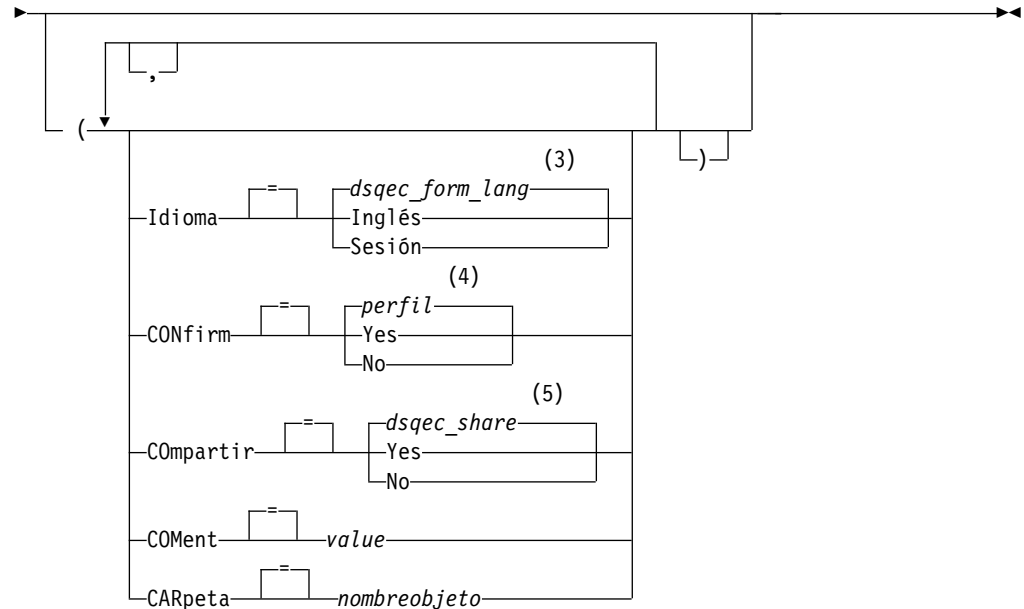 ,
( )
(3)
= dsqec_form_lang
Idioma Inglés
Sesión
(4)
= perfil
CONfirm Yes
No
(5)
= dsqec_share
COmpartir Yes
No
=
COMent value
=
CARpeta nombreobjeto